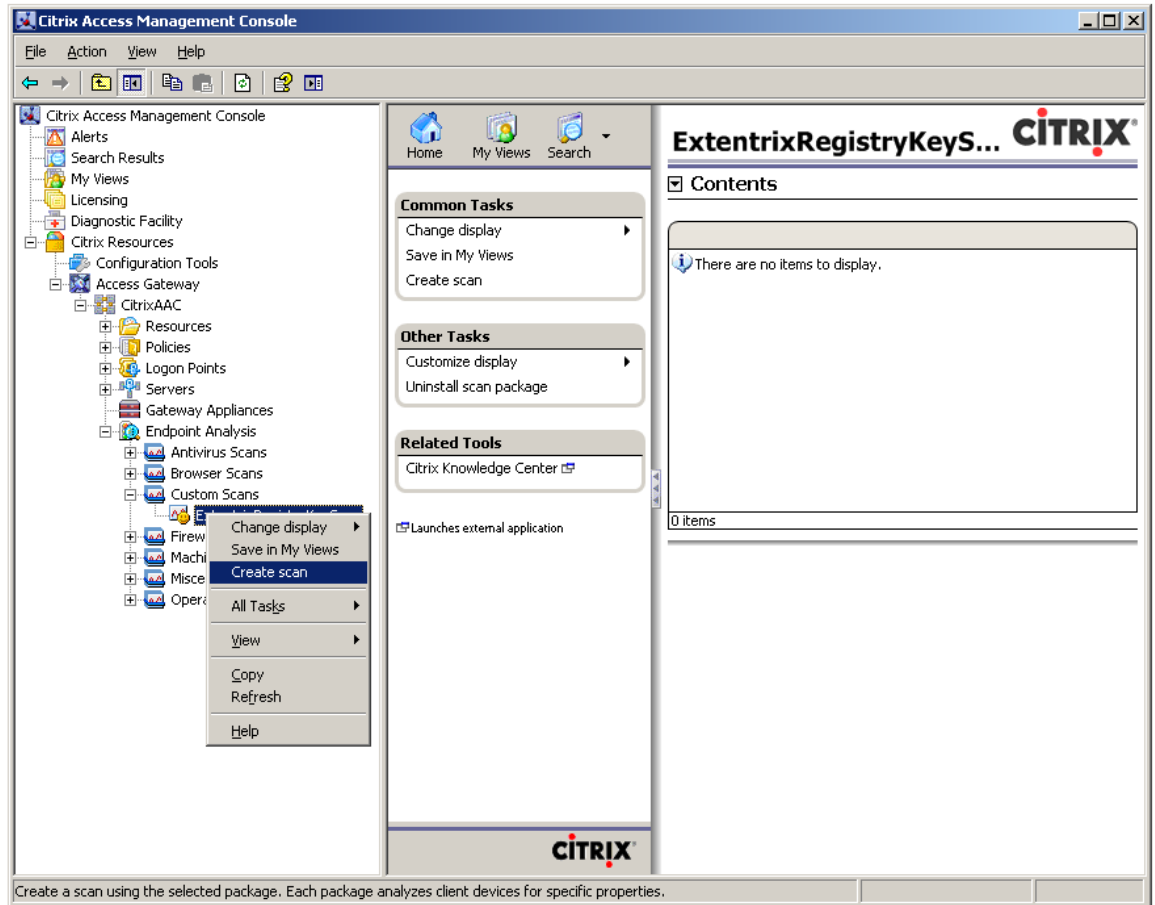 Citrix Access Management Console
File Action View Help
Citrix Access Management Console
Alerts
Search Results
My Views
Licensing
Diagnostic Facility
Citrix Resources
Configuration Tools
Access Gateway
CitrixAAC
Resources
Policies
Logon Points
Servers
Gateway Appliances
Endpoint Analysis
Antivirus Scans
Browser Scans
Custom Scans
Firew
Machi
Misce
Opera
Change display
Save in My Views
Create scan
All Tasks
View
Copy
Refresh
Help
Home My Views Search
Common Tasks
Change display
Save in My Views
Create scan
Other Tasks
Customize display
Uninstall scan package
Related Tools
Citrix Knowledge Center
Launches external application
CITRIX
ExtentrixRegistryKeyS... CITRIX
Contents
There are no items to display.
0 items
Create a scan using the selected package. Each package analyzes client devices for specific properties.